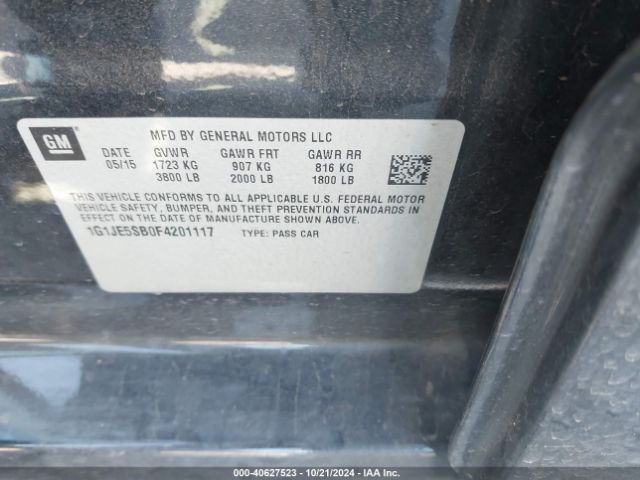 GM
MFD BY GENERAL MOTORS LLC
DATE GVWR GAWR FRT GAWR RR
05/15 1723 KG 907 KG 816 KG
3800 LB 2000 LB 1800 LB
THIS VEHICLE CONFORMS TO ALL APPLICABLE U.S. FEDERAL MOTOR
VEHICLE SAFETY, BUMPER, AND THEFT PREVENTION STANDARDS IN
EFFECT ON THE DATE OF MANUFACTURE SHOWN ABOVE.
1G1JE5SB0F4201117 TYPE: PASS CAR
000-40627523 - 10/21/2024 - IAA Inc.